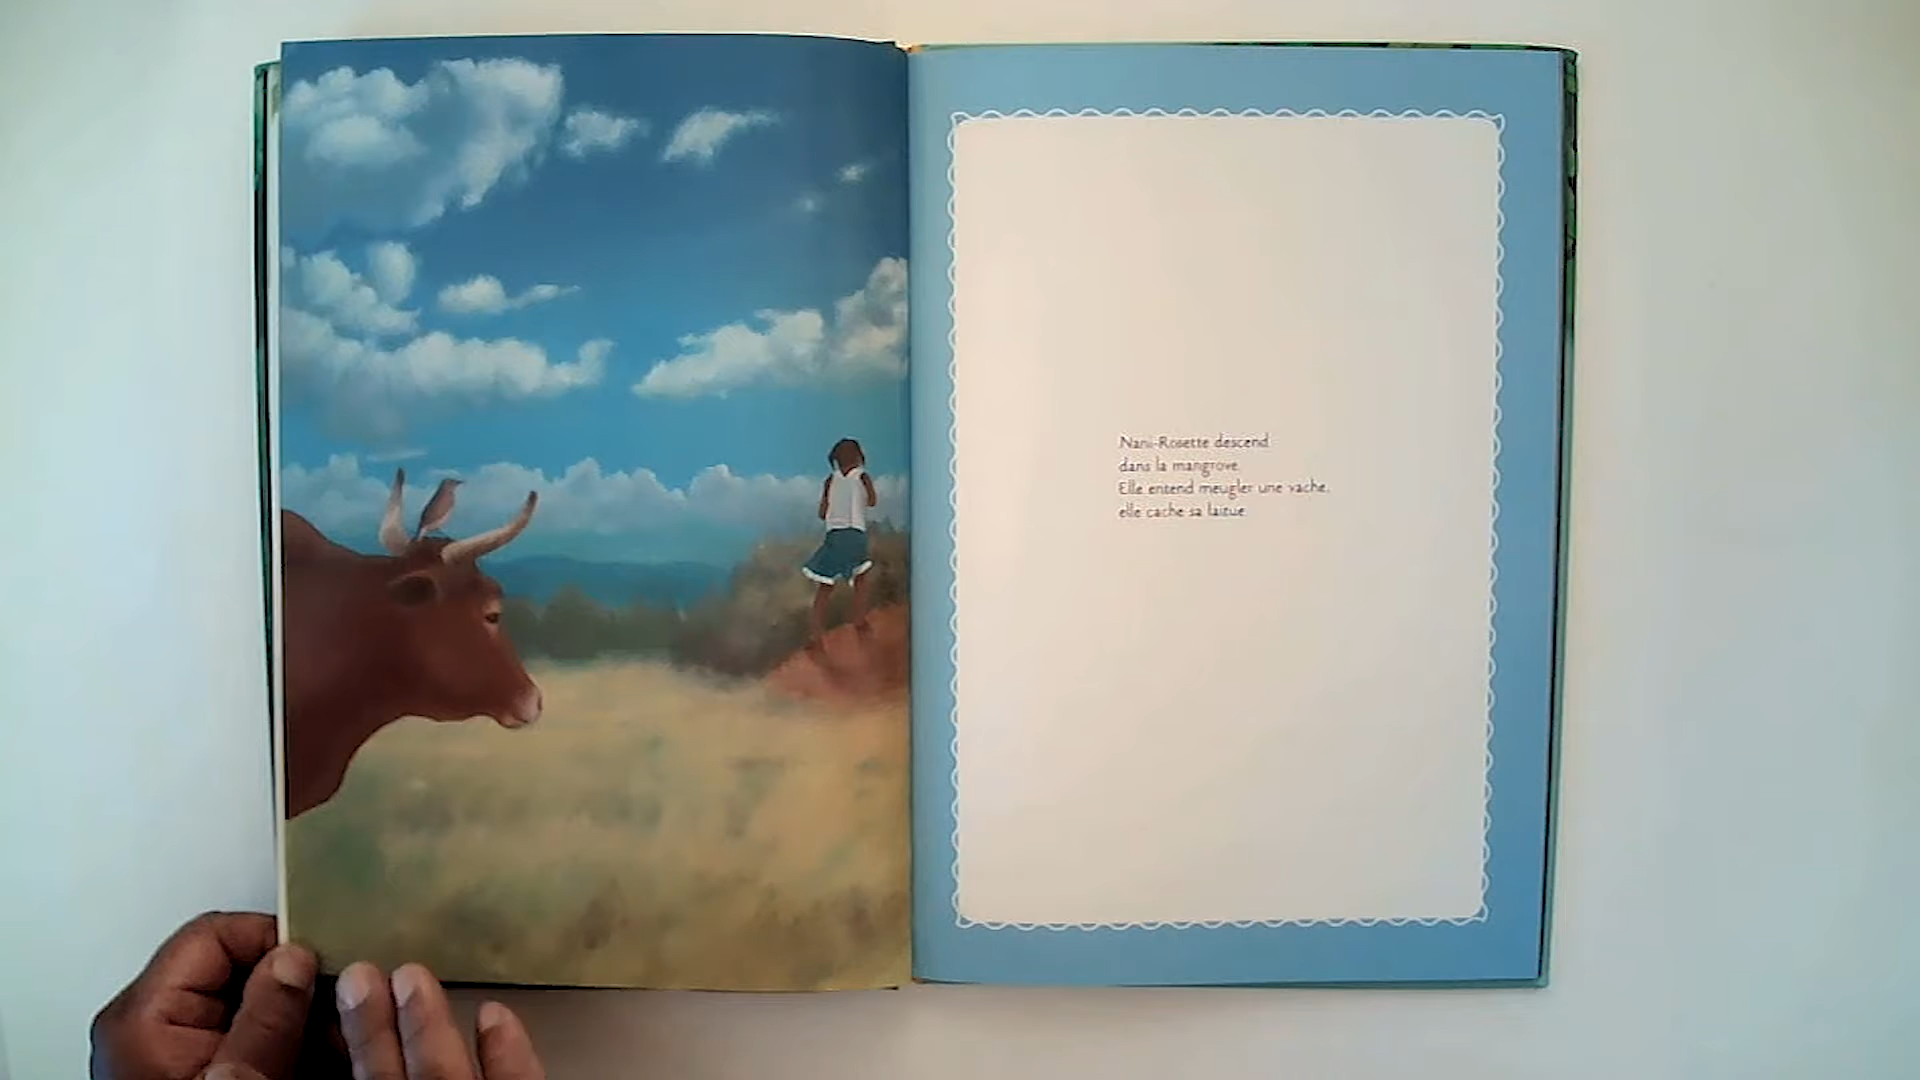 Nani-Rosette descend
dans la mangrove.
Elle entend meugler une vache,
elle cache sa laitue.